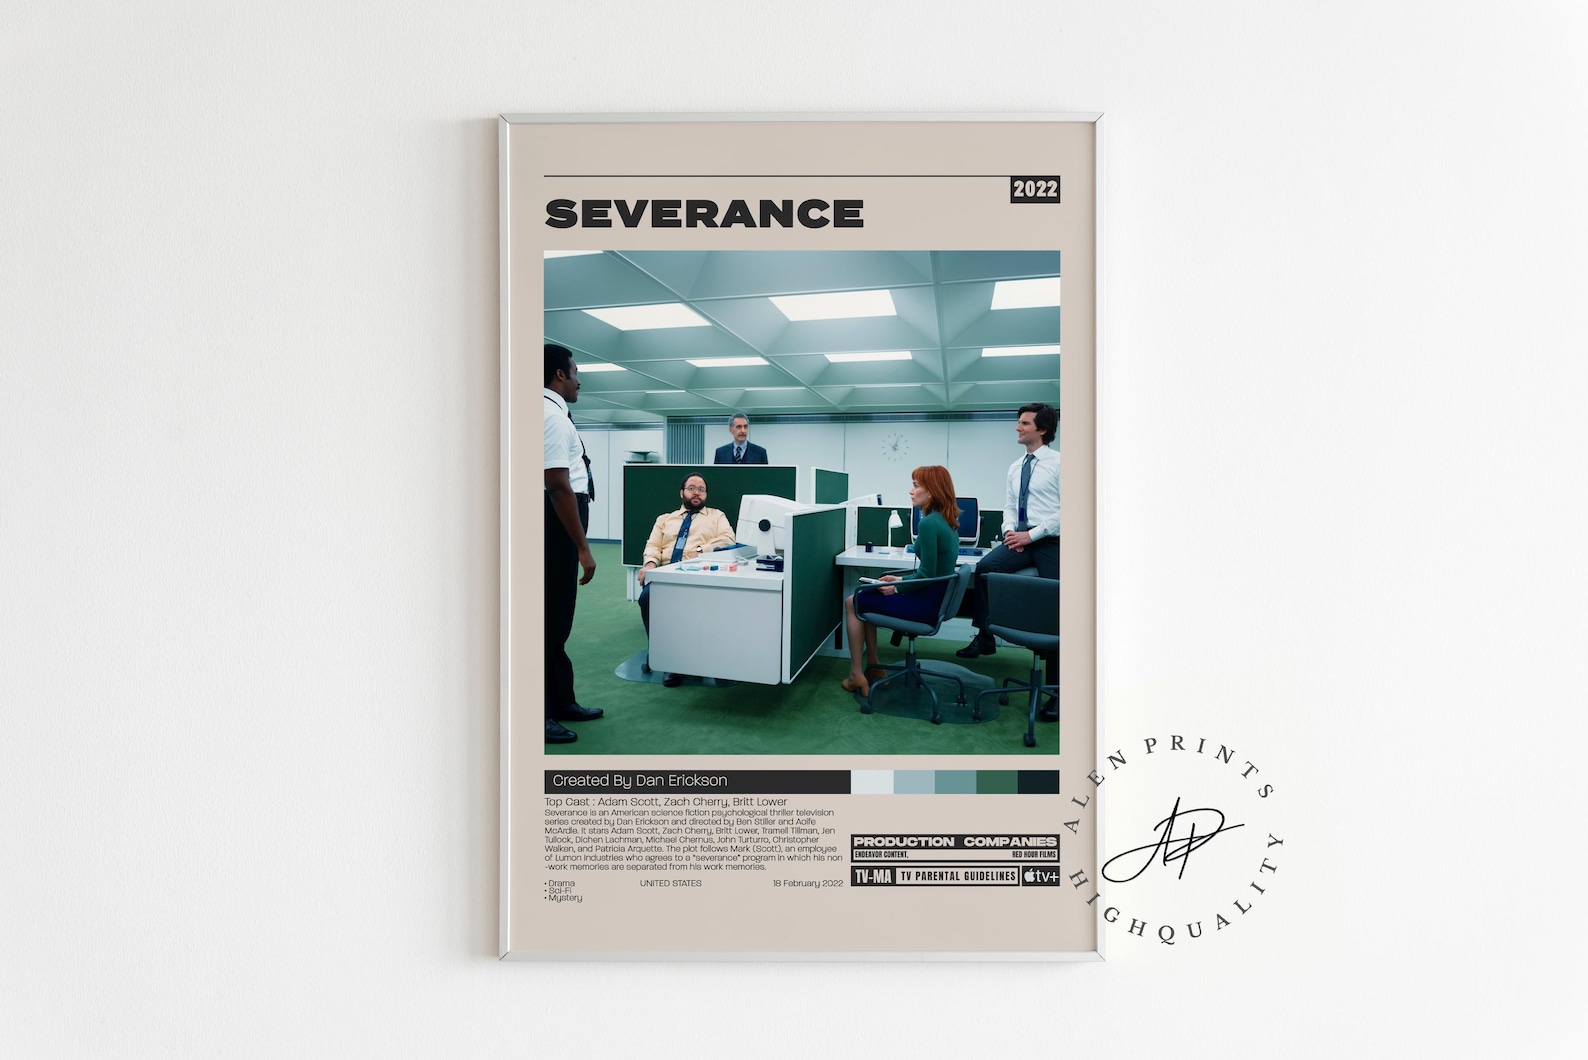 2022
SEVERANCE
Created By Dan Erickson
Top Cast : Adam Scott, Zach Cherry, Britt Lower
Severance is an American science fiction psychological thriller television
series created by Dan Erickson and directed by Ben Stiller and Aoife
McArdle. It stars Adam Scott, Zach Cherry, Britt Lower, Tramell Tillman, Jen
Tullock, Dichen Lachman, Michael Chernus, John Turturro, Christopher
Walken, and Patricia Arquette. The plot follows Mark (Scott), an employee
of Lumon Industries who agrees to a "severance" program in which his non
-work memories are separated from his work memories.
• Drama
• Sci-Fi
• Mystery
UNITED STATES
18 February 2022
PRODUCTION COMPANIES
ENDEAVOR CONTENT,
RED HOUR FILMS
TV-MA
TV PARENTAL GUIDELINES
tv+
ALEN PRINTS
HIGHQUALITY